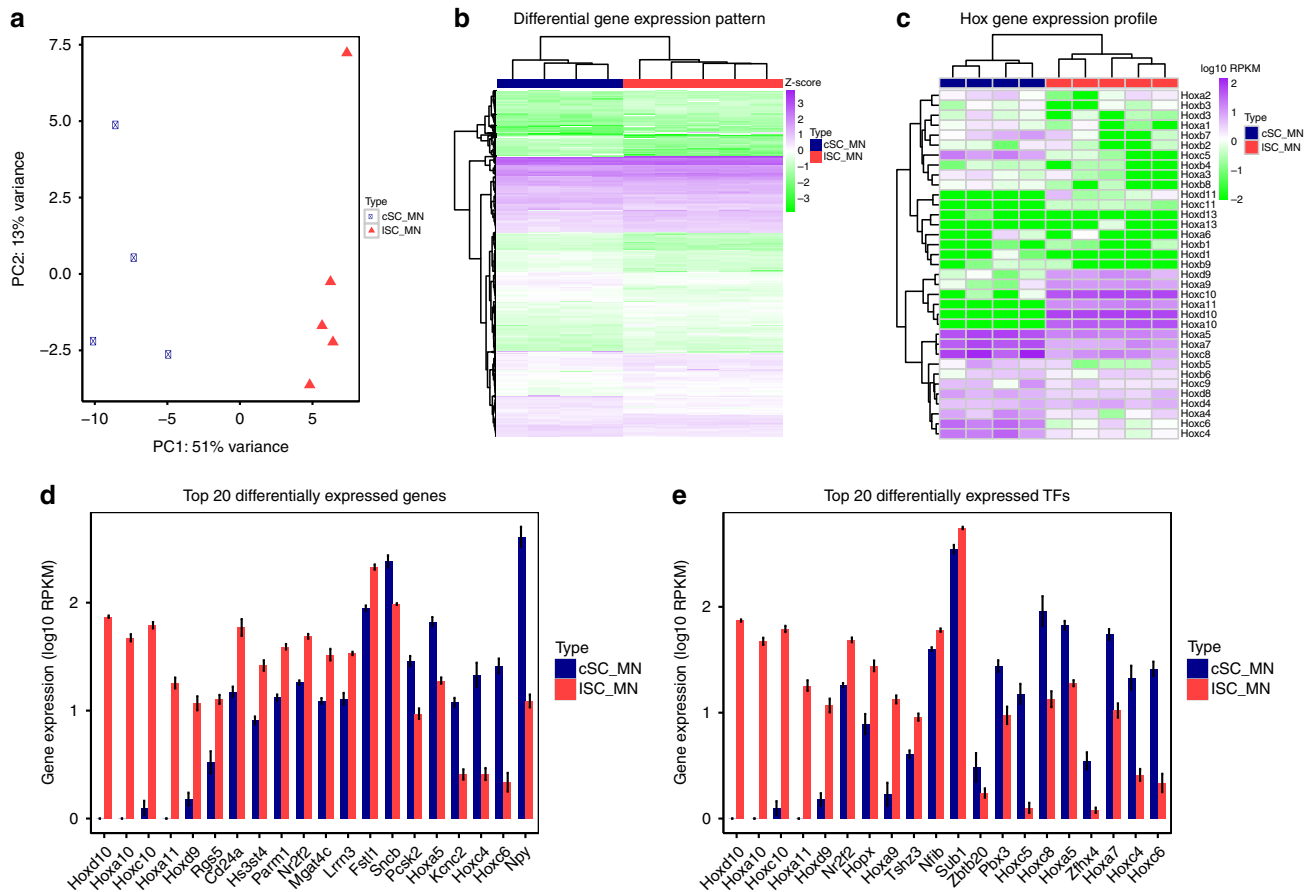 a
7.5
5.0
2.5
0.0
−2.5
−10
−5
0
5
PC1: 51% variance
PC2: 13% variance
Type
cSC_MN
lSC_MN
b
Differential gene expression pattern
Z-score
3
2
1
0
−1
−2
−3
Type
cSC_MN
lSC_MN
c
Hox gene expression profile
log10 RPKM
2
1
0
−1
−2
Type
cSC_MN
lSC_MN
Hoxa2
Hoxb3
Hoxd3
Hoxa1
Hoxb7
Hoxb2
Hoxc5
Hoxb4
Hoxa3
Hoxb8
Hoxd11
Hoxc11
Hoxd13
Hoxa13
Hoxa6
Hoxb1
Hoxd1
Hoxb9
Hoxd9
Hoxa9
Hoxc10
Hoxa11
Hoxd10
Hoxa10
Hoxa5
Hoxa7
Hoxc8
Hoxb5
Hoxb6
Hoxc9
Hoxd8
Hoxd4
Hoxa4
Hoxc6
Hoxc4
d
Top 20 differentially expressed genes
Gene expression (log10 RPKM)
2
1
0
Hoxd10
Hoxa10
Hoxc10
Hoxa11
Hoxd9
Rgs5
Cd24a
Hs3st4
Parm1
Nr2f2
Mgat4c
Lrrn3
Fstl1
Sncb
Pcsk2
Hoxa5
Kcnc2
Hoxc4
Hoxc6
Npy
Type
cSC_MN
lSC_MN
e
Top 20 differentially expressed TFs
Gene expression (log10 RPKM)
2
1
0
Hoxd10
Hoxa10
Hoxc10
Hoxa11
Hoxd9
Nr2f2
Hopx
Hoxa9
Tshz3
Nfib
Sub1
Zbtb20
Pbx3
Hoxc5
Hoxc8
Hoxa5
Zfhx4
Hoxa7
Hoxc4
Hoxc6
Type
cSC_MN
lSC_MN